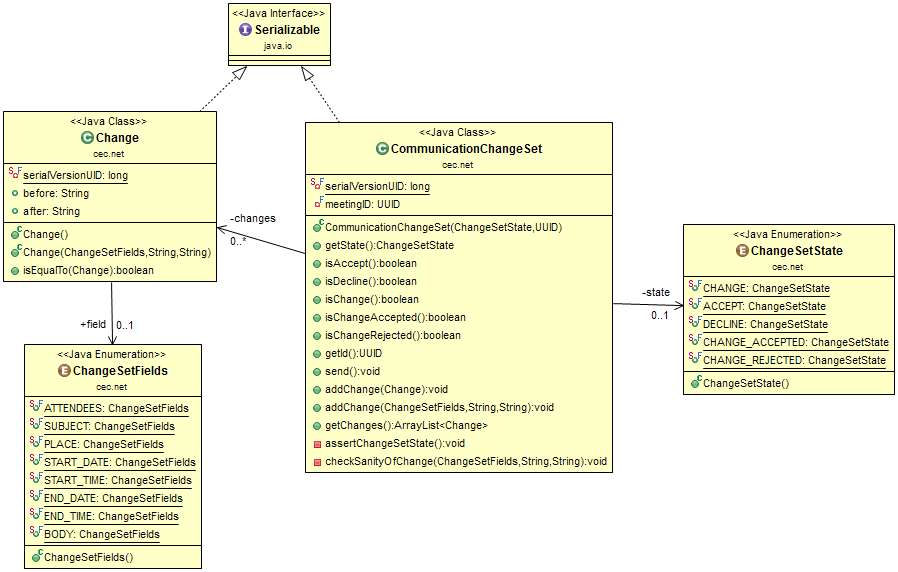 <<Java Interface>>
Serializable
java.io
<<Java Class>>
Change
cec.net
serialVersionUID: long
before: String
after: String
Change()
Change(ChangeSetFields,String,String)
isEqualTo(Change):boolean
<<Java Class>>
CommunicationChangeSet
cec.net
serialVersionUID: long
meetingID: UUID
CommunicationChangeSet(ChangeSetState,UUID)
getState():ChangeSetState
isAccept():boolean
isDecline():boolean
isChange():boolean
isChangeAccepted():boolean
isChangeRejected():boolean
getId():UUID
send():void
addChange(Change):void
addChange(ChangeSetFields,String,String):void
getChanges():ArrayList<Change>
assertChangeSetState():void
checkSanityOfChange(ChangeSetFields,String,String):void
-changes
0..*
-state
0..1
<<Java Enumeration>>
ChangeSetState
cec.net
CHANGE: ChangeSetState
ACCEPT: ChangeSetState
DECLINE: ChangeSetState
CHANGE_ACCEPTED: ChangeSetState
CHANGE_REJECTED: ChangeSetState
ChangeSetState()
+field
0..1
<<Java Enumeration>>
ChangeSetFields
cec.net
ATTENDEES: ChangeSetFields
SUBJECT: ChangeSetFields
PLACE: ChangeSetFields
START_DATE: ChangeSetFields
START_TIME: ChangeSetFields
END_DATE: ChangeSetFields
END_TIME: ChangeSetFields
BODY: ChangeSetFields
ChangeSetFields()